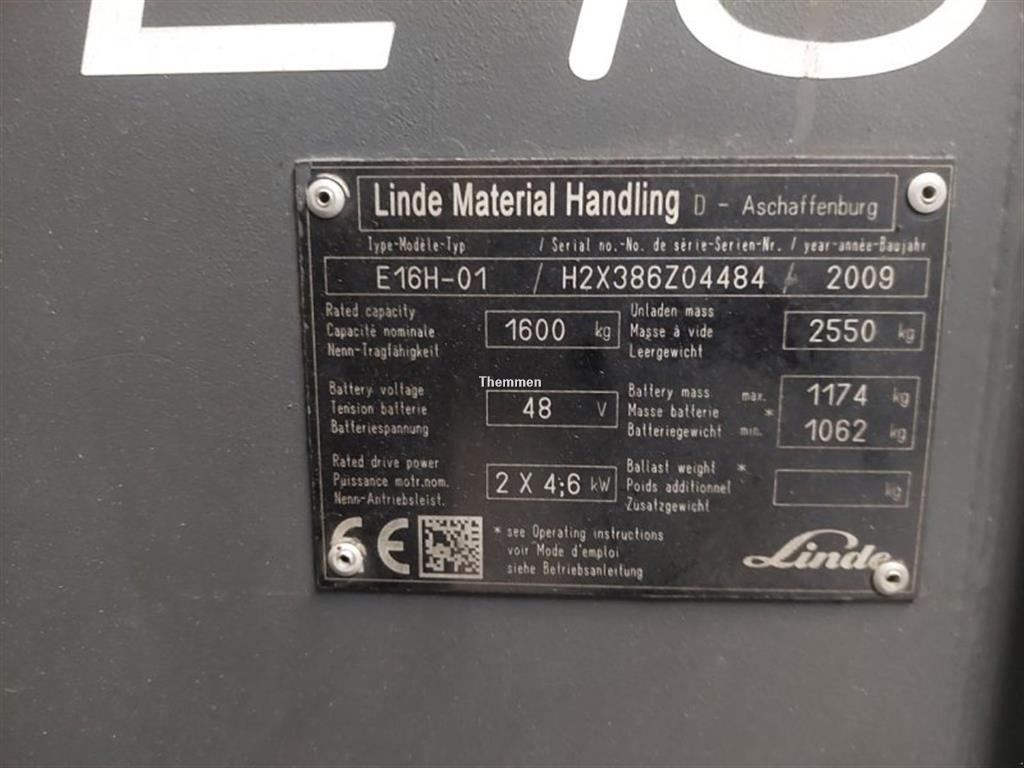 E16
Linde Material Handling D - Aschaffenburg
Type-Modèle-Typ / Serial no.-No. de série-Serien-Nr. / year-année-Baujahr
E16H-01 / H2X386Z04484 / 2009
Rated capacity
Capacité nominale 1600 kg
Nenn-Tragfähigkeit
Unladen mass
Masse à vide 2550 kg
Leergewicht
Themmen
Battery voltage
Tension batterie 48 V
Batteriespannung
Battery mass max. 1174 kg
Masse batterie *
Batteriegewicht min. 1062 kg
Rated drive power
Puissance motr.nom. 2 X 4,6 kW
Nenn-Antriebsleist.
Ballast weight *
Poids additionnel kg
Zusatzgewicht
CE
* see Operating instructions
voir Mode d'emploi
siehe Betriebsanleitung
Linde